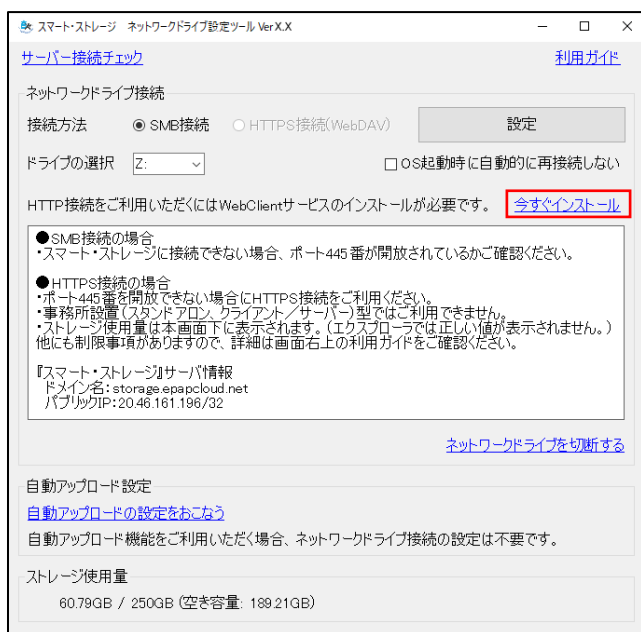 スマート・ストレージ　ネットワークドライブ設定ツール Ver.X.X
サーバー接続チェック　利用ガイド
ネットワークドライブ接続
接続方法　SMB接続　HTTPS接続(WebDAV)　設定
ドライブの選択　Z:　OS起動時に自動的に再接続しない
HTTP接続をご利用いただくにはWebClientサービスのインストールが必要です。　今すぐインストール
●SMB接続の場合
・スマート・ストレージに接続できない場合、ポート445番が開放されているかご確認ください。
●HTTPS接続の場合
・ポート445番を開放できない場合にHTTPS接続をご利用ください。
・事務所設置(スタンドアロン、クライアント／サーバー)型ではご利用できません。
・ストレージ使用量は本画面下に表示されます。(エクスプローラでは正しい値が表示されません。)
他にも制限事項がありますので、詳細は画面右上の利用ガイドをご確認ください。
『スマート・ストレージ』サーバ情報
ドメイン名:storage.epapcloud.net
パブリックIP:20.46.161.196/32
ネットワークドライブを切断する
自動アップロード設定
自動アップロードの設定をおこなう
自動アップロード機能をご利用いただく場合、ネットワークドライブ接続の設定は不要です。
ストレージ使用量
60.79GB / 250GB (空き容量: 189.21GB)